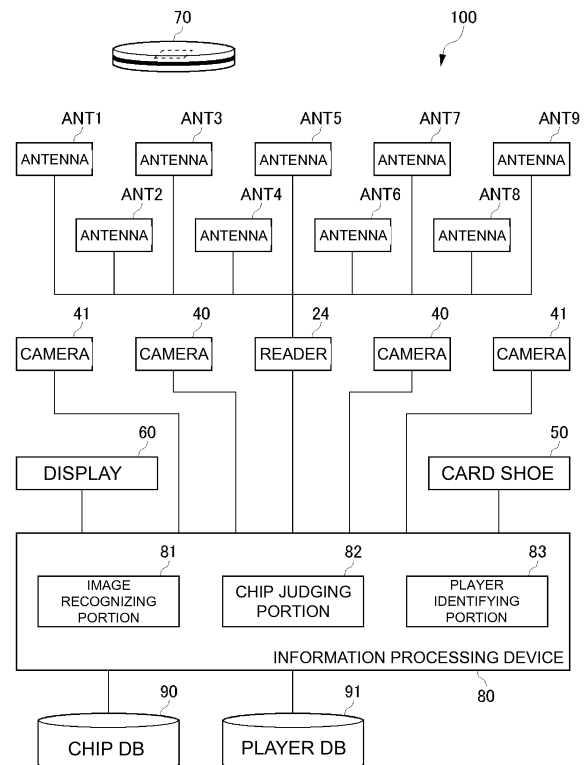 70
100
ANT1 ANT3 ANT5 ANT7 ANT9
ANTENNA ANTENNA ANTENNA ANTENNA ANTENNA
ANT2 ANT4 ANT6 ANT8
ANTENNA ANTENNA ANTENNA ANTENNA
41 40 24 40 41
CAMERA CAMERA READER CAMERA CAMERA
60 50
DISPLAY CARD SHOE
81 82 83
IMAGE
RECOGNIZING
PORTION
CHIP JUDGING
PORTION
PLAYER
IDENTIFYING
PORTION
INFORMATION PROCESSING DEVICE
80
90 91
CHIP DB PLAYER DB